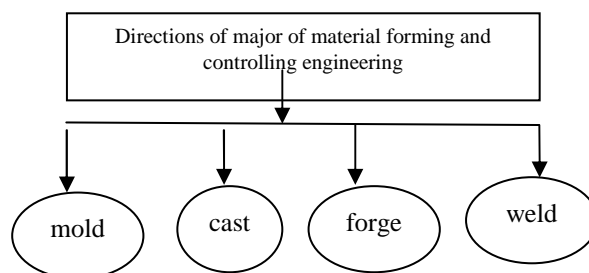 Directions of major of material forming and
controlling engineering
mold
cast
forge
weld